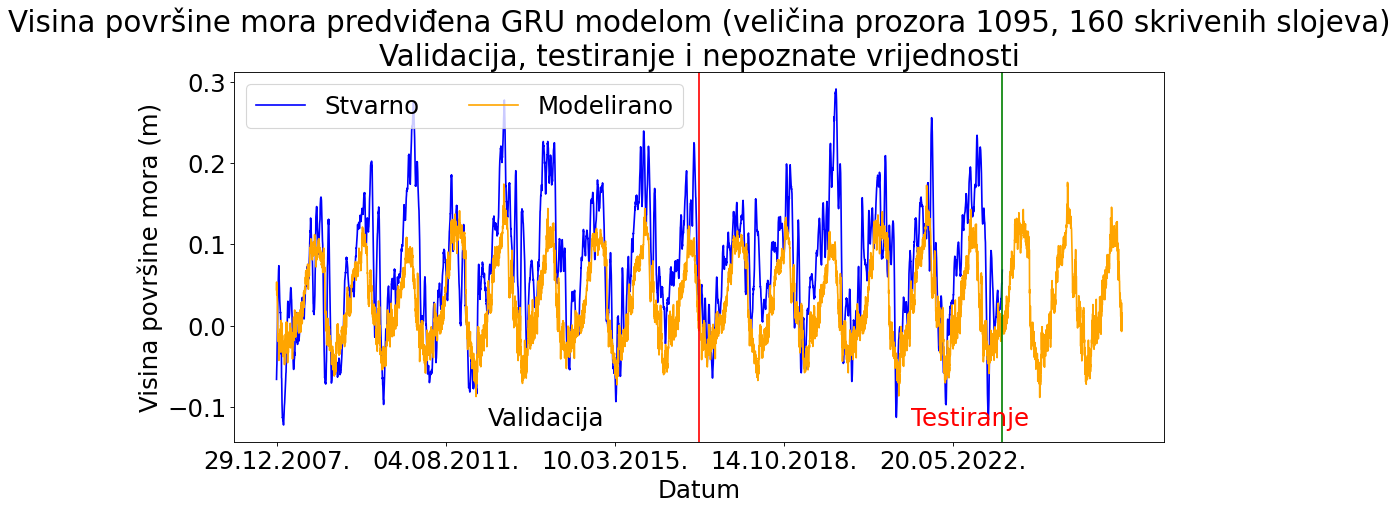 Visina površine mora predviđena GRU modelom (veličina prozora 1095, 160 skrivenih slojeva)
Validacija, testiranje i nepoznate vrijednosti
Stvarno
Modelirano
Visina površine mora (m)
0.3
0.2
0.1
0.0
−0.1
Validacija
Testiranje
29.12.2007.
04.08.2011.
10.03.2015.
14.10.2018.
20.05.2022.
Datum